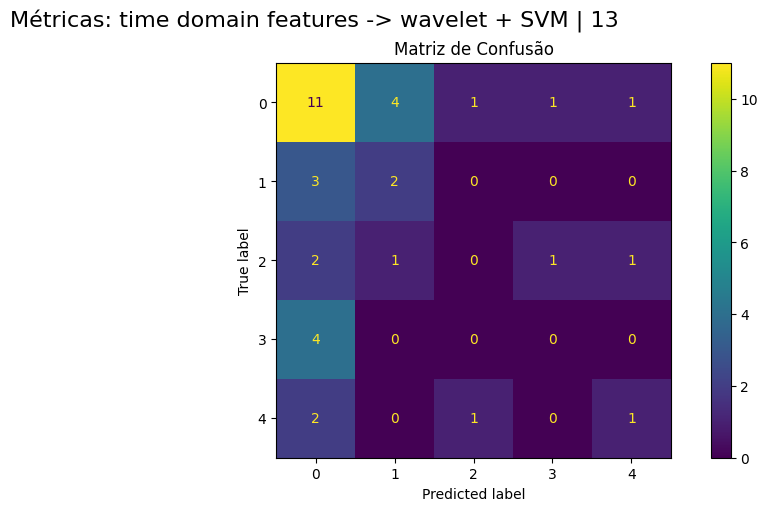 Métricas: time domain features -> wavelet + SVM | 13
Matriz de Confusão
0 11 4 1 1 1
1 3 2 0 0 0
2 2 1 0 1 1
3 4 0 0 0 0
4 2 0 1 0 1
0 1 2 3 4
True label
Predicted label
10
8
6
4
2
0